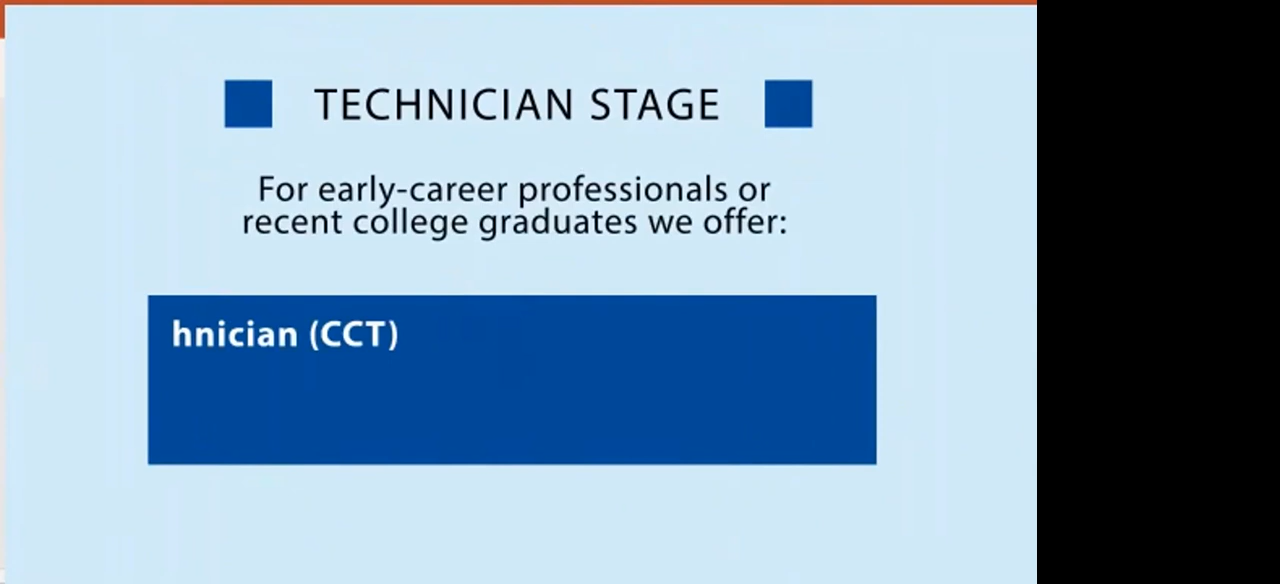 TECHNICIAN STAGE
For early-career professionals or
recent college graduates we offer:
hnician (CCT)